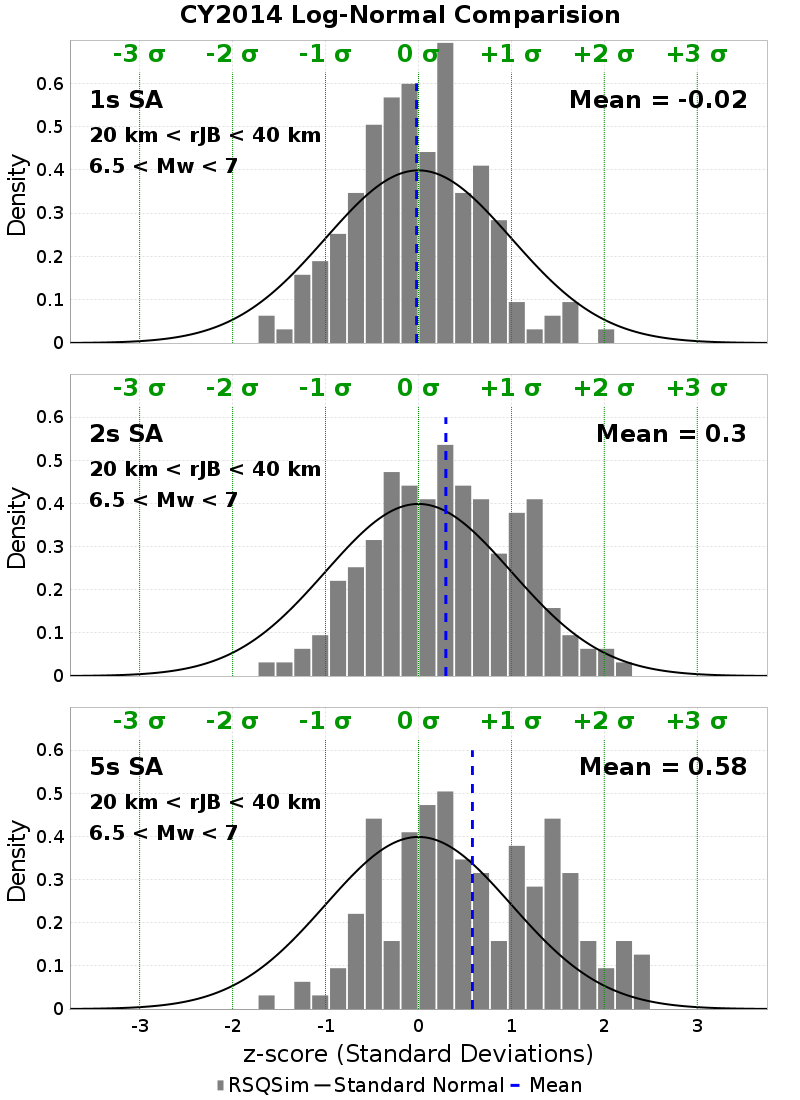 CY2014 Log-Normal Comparision
-3 σ -2 σ -1 σ 0 σ +1 σ +2 σ +3 σ
0.6
1s SA Mean = -0.02
0.5
20 km < rJB < 40 km
6.5 < Mw < 7
0.4
Density
0.3
0.2
0.1
0
-3 σ -2 σ -1 σ 0 σ +1 σ +2 σ +3 σ
0.6
2s SA Mean = 0.3
0.5
20 km < rJB < 40 km
6.5 < Mw < 7
0.4
Density
0.3
0.2
0.1
0
-3 σ -2 σ -1 σ 0 σ +1 σ +2 σ +3 σ
0.6
5s SA Mean = 0.58
0.5
20 km < rJB < 40 km
6.5 < Mw < 7
0.4
Density
0.3
0.2
0.1
0
-3 -2 -1 0 1 2 3
z-score (Standard Deviations)
RSQSim Standard Normal Mean